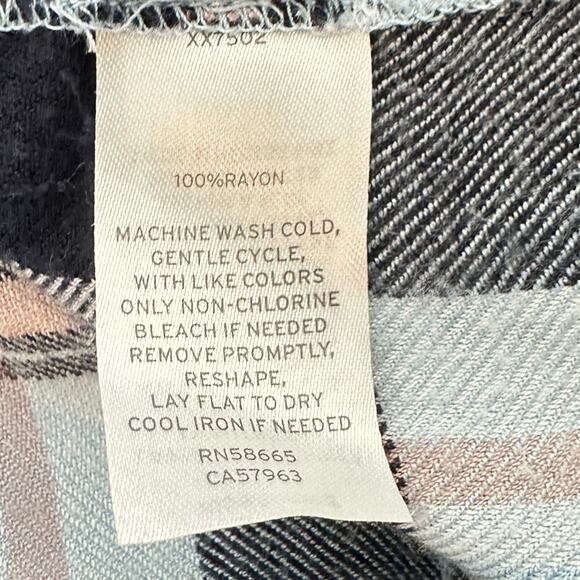 XX7502
100%RAYON
MACHINE WASH COLD,
GENTLE CYCLE,
WITH LIKE COLORS
ONLY NON-CHLORINE
BLEACH IF NEEDED
REMOVE PROMPTLY,
RESHAPE,
LAY FLAT TO DRY
COOL IRON IF NEEDED
RN58665
CA57963